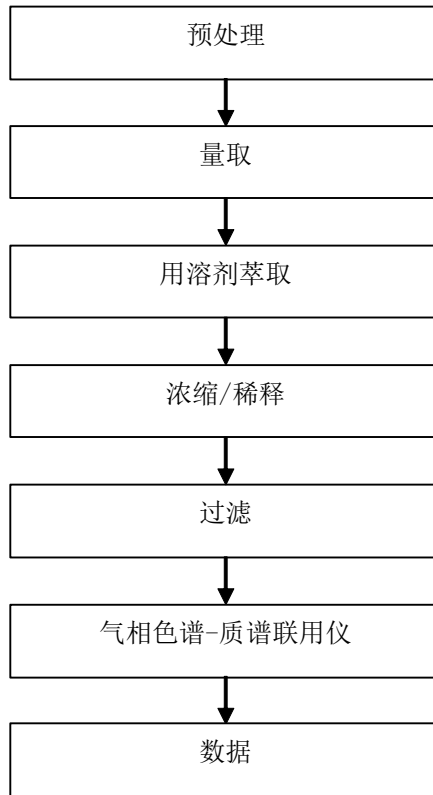 预处理
量取
用溶剂萃取
浓缩/稀释
过滤
气相色谱-质谱联用仪
数据